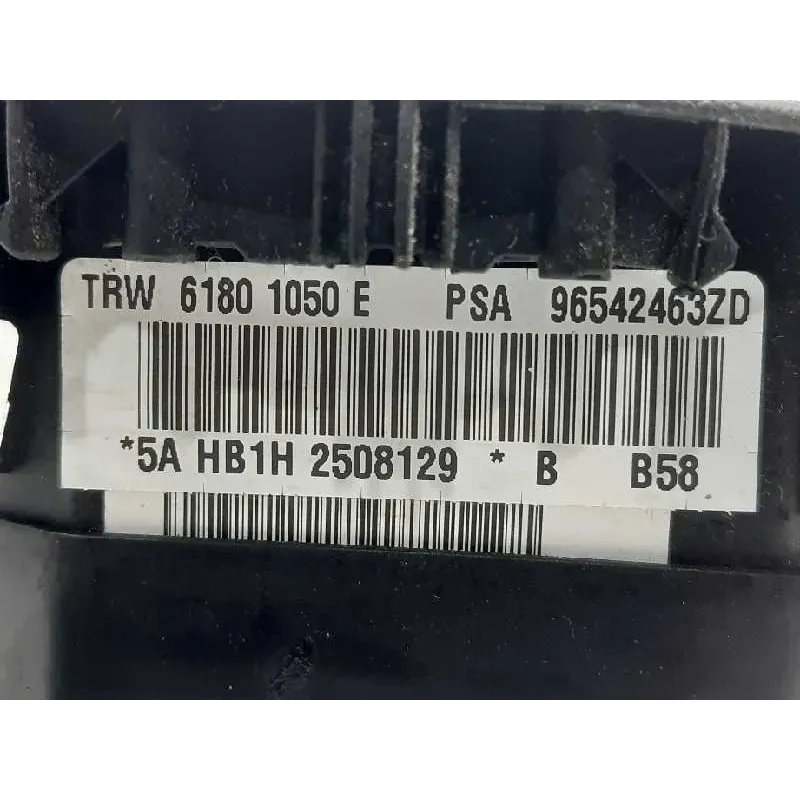 TRW 6180 1050 E PSA 96542463ZD
*5A HB1H 2508129 * B B58